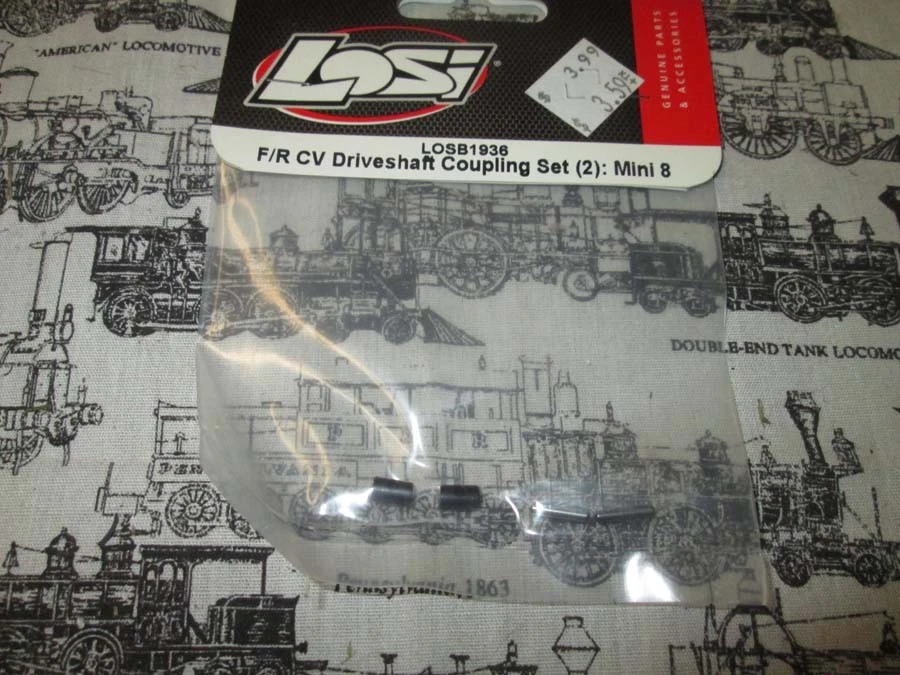 "AMERICAN" LOCOMOTIVE
LOSi
®
$ 3.99
$ 3.59
GENUINE PARTS
& ACCESSORIES
LOSB1936
F/R CV Driveshaft Coupling Set (2): Mini 8
DOUBLE-END TANK LOCOMO
Pennsylvania, 1863